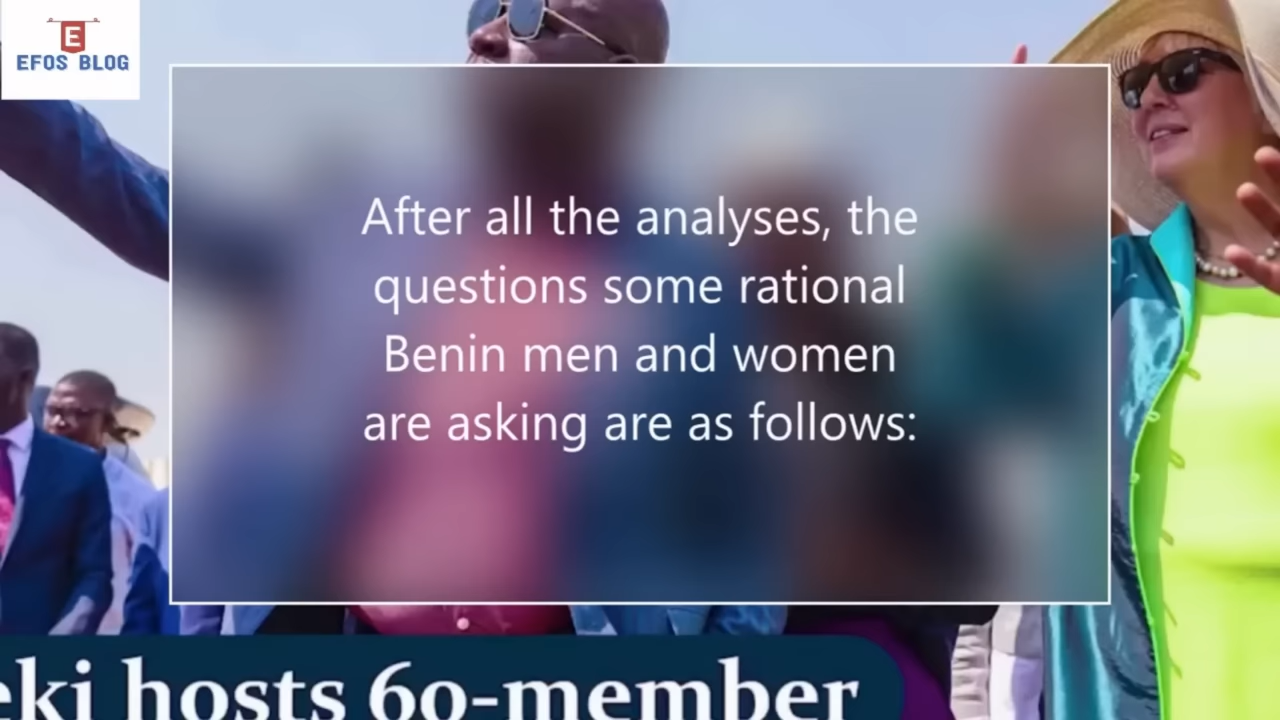 E
EFOS BLOG
After all the analyses, the
questions some rational
Benin men and women
are asking are as follows:
eki hosts 60-member